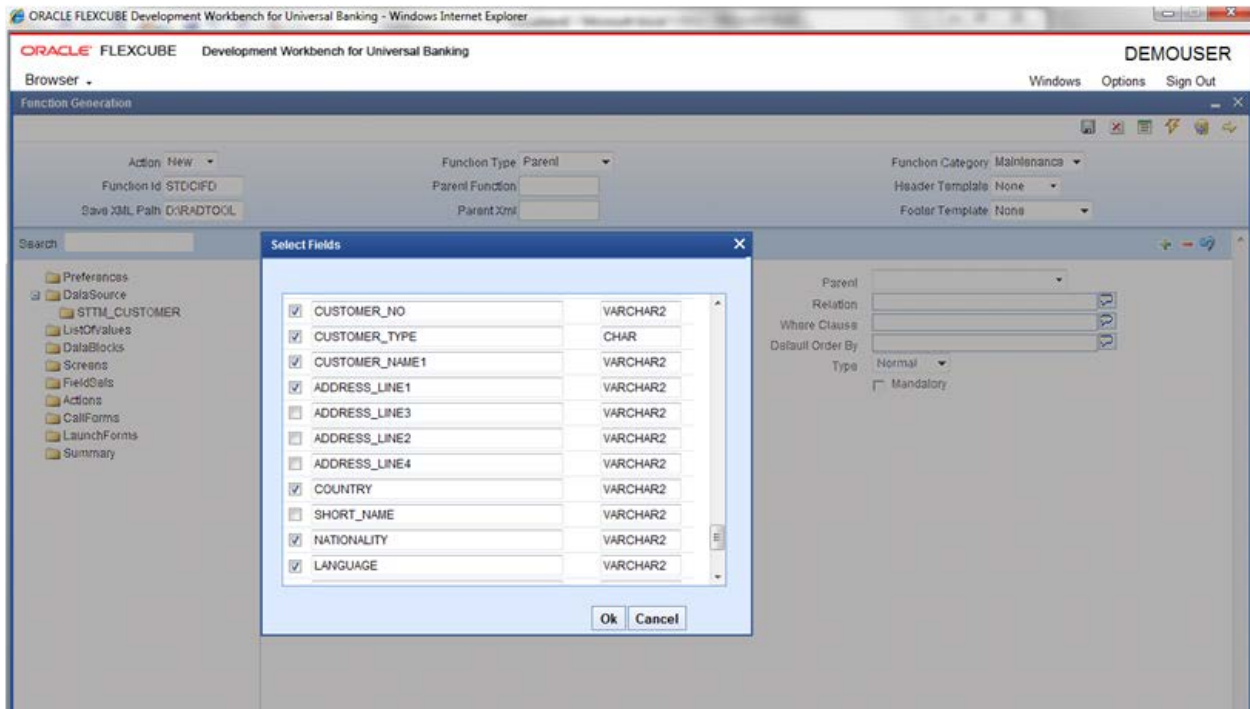 ORACLE FLEXCUBE Development Workbench for Universal Banking - Windows Internet Explorer
ORACLE FLEXCUBE Development Workbench for Universal Banking DEMOUSER
Browser Windows Options Sign Out
Function Generation
Action New Function Type Parent Function Category Maintenance
Function Id STDCIFD Parent Function Header Template None
Save XML Path D:\RADTOOL Parent Xml Footer Template None
Search Select Fields
Preferences Parent
DataSource Relation
STTM_CUSTOMER CUSTOMER_NO VARCHAR2 Where Clause
ListOfValues CUSTOMER_TYPE CHAR Default Order By
DataBlocks CUSTOMER_NAME1 VARCHAR2 Type Normal
Screens ADDRESS_LINE1 VARCHAR2 Mandatory
FieldSets ADDRESS_LINE3 VARCHAR2
Actions ADDRESS_LINE2 VARCHAR2
CallForms ADDRESS_LINE4 VARCHAR2
LaunchForms COUNTRY VARCHAR2
Summary SHORT_NAME VARCHAR2
NATIONALITY VARCHAR2
LANGUAGE VARCHAR2
Ok Cancel